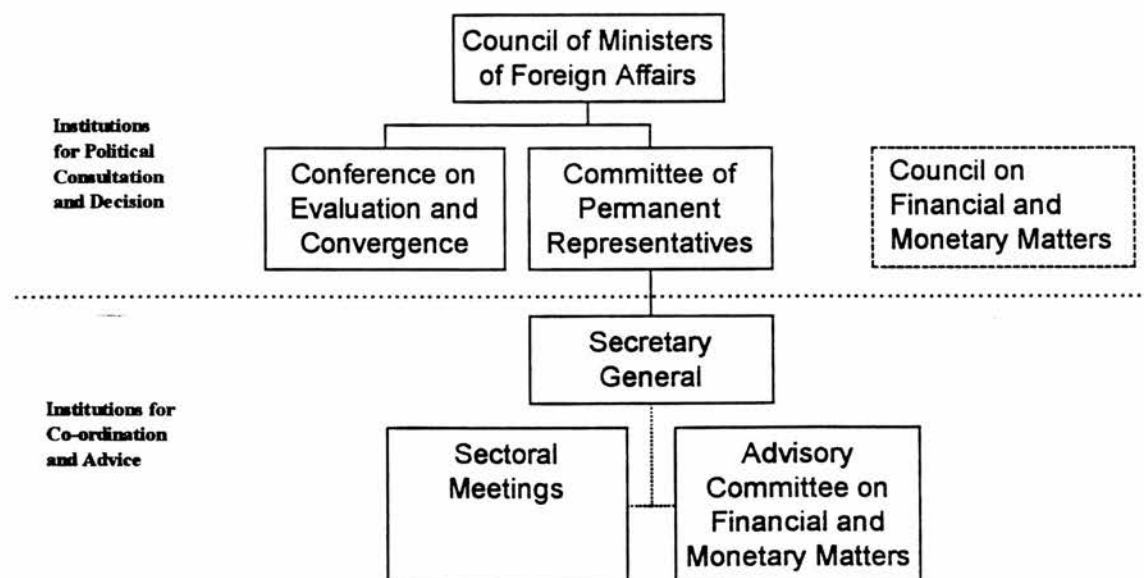 Council of Ministers
of Foreign Affairs
Institutions
for Political
Consultation
and Decision
Conference on
Evaluation and
Convergence
Committee of
Permanent
Representatives
Council on
Financial and
Monetary Matters
Secretary
General
Institutions for
Co-ordination
and Advice
Sectoral
Meetings
Advisory
Committee on
Financial and
Monetary Matters